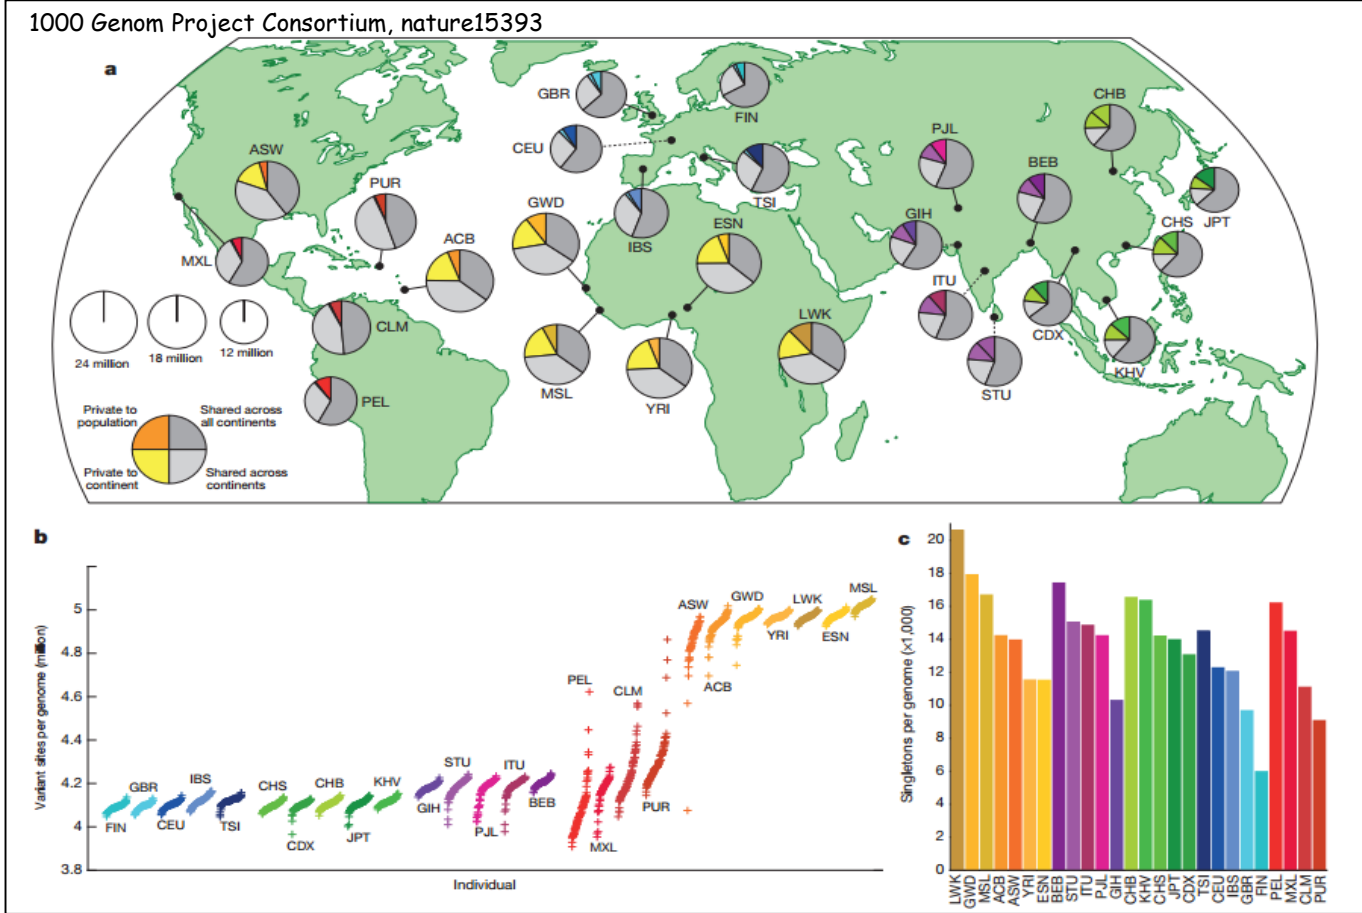 1000 Genom Project Consortium, nature15393
a
GBR
FIN
CHB
CEU
PJL
ASW
BEB
PUR
TSI
GWD
ESN
GIH
CHS
JPT
ACB
IBS
MXL
ITU
LWK
CLM
CDX
24 million
18 million
12 million
KHV
MSL
STU
PEL
YRI
Private to
population
Shared across
all continents
Private to
continent
Shared across
continents
b
Variant sites per genome (million)
5
4.8
4.6
4.4
4.2
4
3.8
FIN
GBR
CEU
IBS
TSI
CHS
CDX
CHB
JPT
KHV
GIH
STU
PJL
ITU
BEB
PEL
MXL
CLM
PUR
ASW
ACB
GWD
YRI
LWK
ESN
MSL
Individual
c
Singletons per genome (×1,000)
20
18
16
14
12
10
8
6
4
2
0
LWK
GWD
MSL
ACB
ASW
YRI
ESN
BEB
STU
ITU
PJL
GIH
CHB
KHV
CHS
JPT
CDX
TSI
CEU
IBS
GBR
FIN
PEL
MXL
CLM
PUR